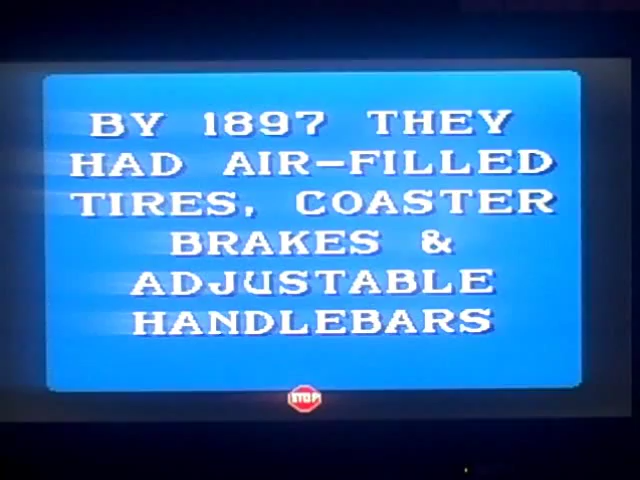 BY 1897 THEY
HAD AIR-FILLED
TIRES, COASTER
BRAKES &
ADJUSTABLE
HANDLEBARS
STOP